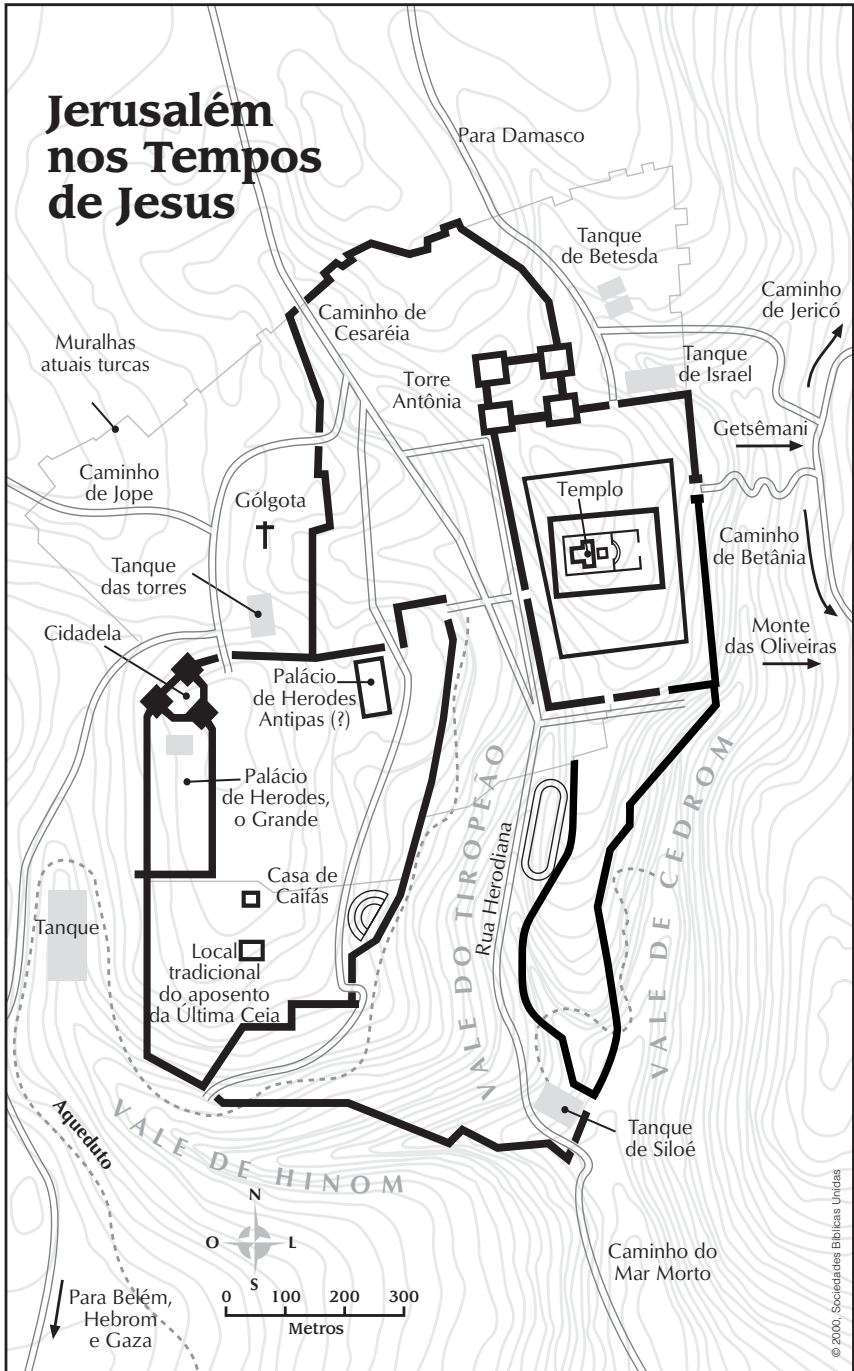 Jerusalém
nos Tempos
de Jesus
Para Damasco
Tanque
de Betesda
Caminho
de Jericó
Caminho de
Cesaréia
Muralhas
atuais turcas
Torre
Antônia
Tanque
de Israel
Getsêmani
Caminho
de Jope
Gólgota
Templo
Caminho
de Betânia
Tanque
das torres
Cidadela
Monte
das Oliveiras
Palácio
de Herodes
Antipas (?)
Palácio
de Herodes,
o Grande
VALE DO TIROPEÃO
Rua Herodiana
VALE DE CEDROM
Casa de
Caifás
Tanque
Local
tradicional
do aposento
da Última Ceia
Aqueduto
VALE DE HINOM
Tanque
de Siloé
N
O
L
S
Caminho do
Mar Morto
0 100 200 300
Metros
Para Belém,
Hebrom
e Gaza
© 2000, Sociedades Bíblicas Unidas